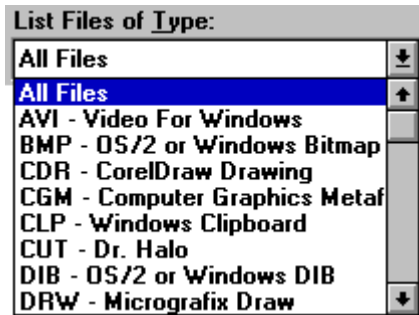 List Files of Type:
All Files
All Files
AVI - Video For Windows
BMP - OS/2 or Windows Bitmap
CDR - CorelDraw Drawing
CGM - Computer Graphics Metaf
CLP - Windows Clipboard
CUT - Dr. Halo
DIB - OS/2 or Windows DIB
DRW - Micrografix Draw